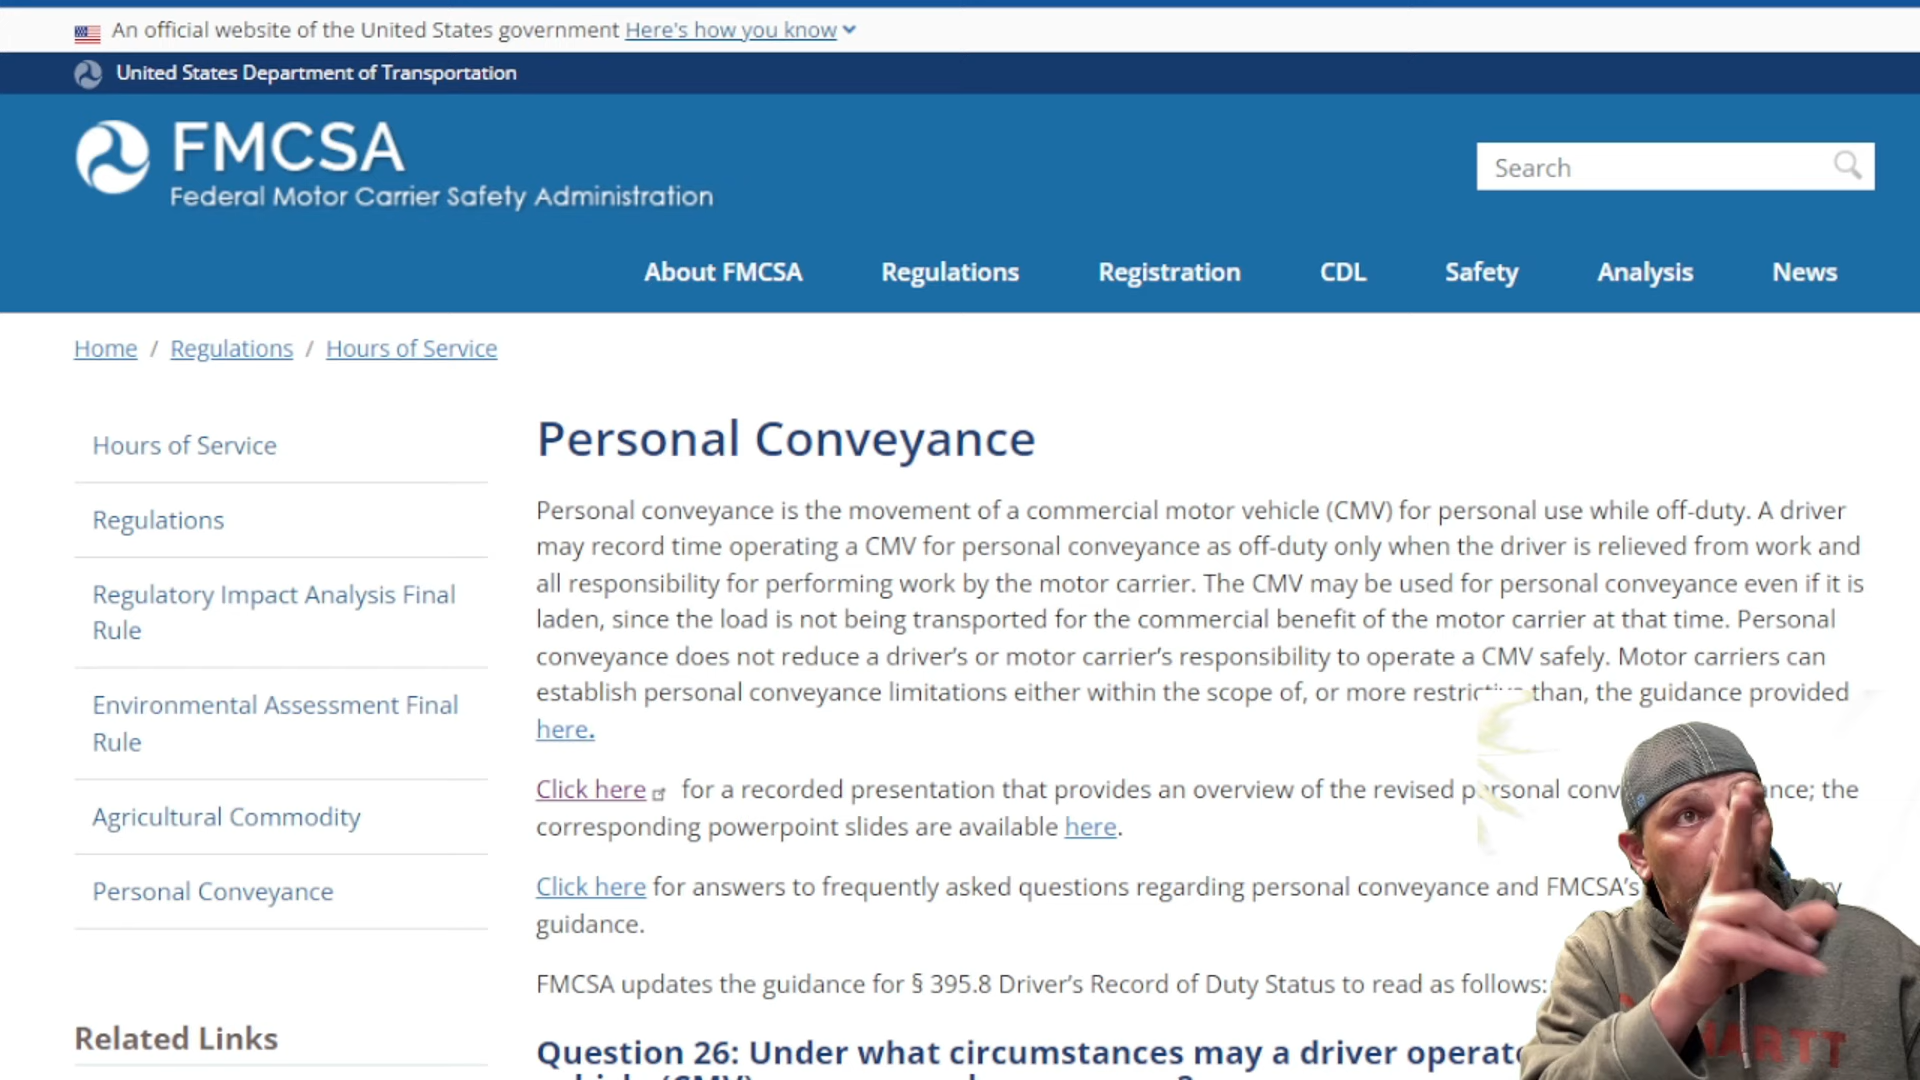 An official website of the United States government Here's how you know
United States Department of Transportation
FMCSA
Federal Motor Carrier Safety Administration
Search
About FMCSA Regulations Registration CDL Safety Analysis News
Home / Regulations / Hours of Service
Hours of Service
Regulations
Regulatory Impact Analysis Final
Rule
Environmental Assessment Final
Rule
Agricultural Commodity
Personal Conveyance
Related Links
Personal Conveyance
Personal conveyance is the movement of a commercial motor vehicle (CMV) for personal use while off-duty. A driver
may record time operating a CMV for personal conveyance as off-duty only when the driver is relieved from work and
all responsibility for performing work by the motor carrier. The CMV may be used for personal conveyance even if it is
laden, since the load is not being transported for the commercial benefit of the motor carrier at that time. Personal
conveyance does not reduce a driver’s or motor carrier’s responsibility to operate a CMV safely. Motor carriers can
establish personal conveyance limitations either within the scope of, or more restrictive than, the guidance provided
here.
Click here for a recorded presentation that provides an overview of the revised personal the
corresponding powerpoint slides are available here.
Click here for answers to frequently asked questions regarding personal conveyance and FMCSA’s
guidance.
FMCSA updates the guidance for § 395.8 Driver’s Record of Duty Status to read as follows:
Question 26: Under what circumstances may a driver
(CMV)